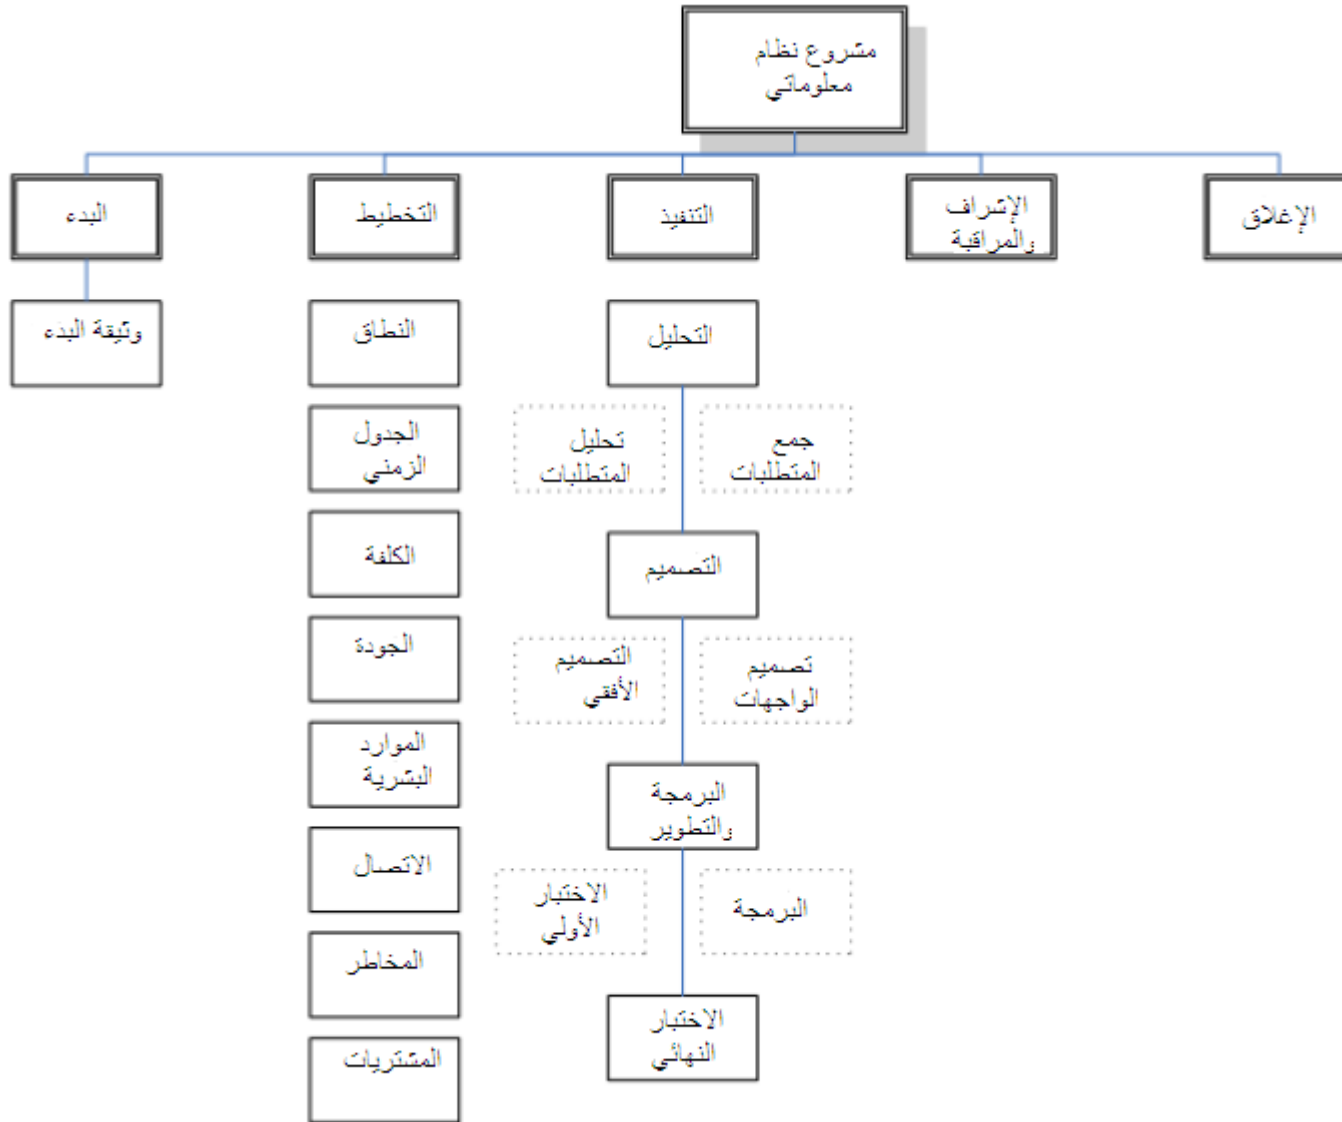 مشروع نظام
معلوماتي
البدء
التخطيط
التنفيذ
الإشراف
والمراقبة
الإغلاق
وثيقة البدء
النطاق
الجدول
الزمني
الكلفة
الجودة
الموارد
البشرية
الاتصال
المخاطر
المشتريات
التحليل
جمع
المتطلبات
تحليل
المتطلبات
التصميم
تصميم
الواجهات
التصميم
الأفقي
البرمجة
والتطوير
البرمجة
الاختبار
الأولي
الاختبار
النهائي